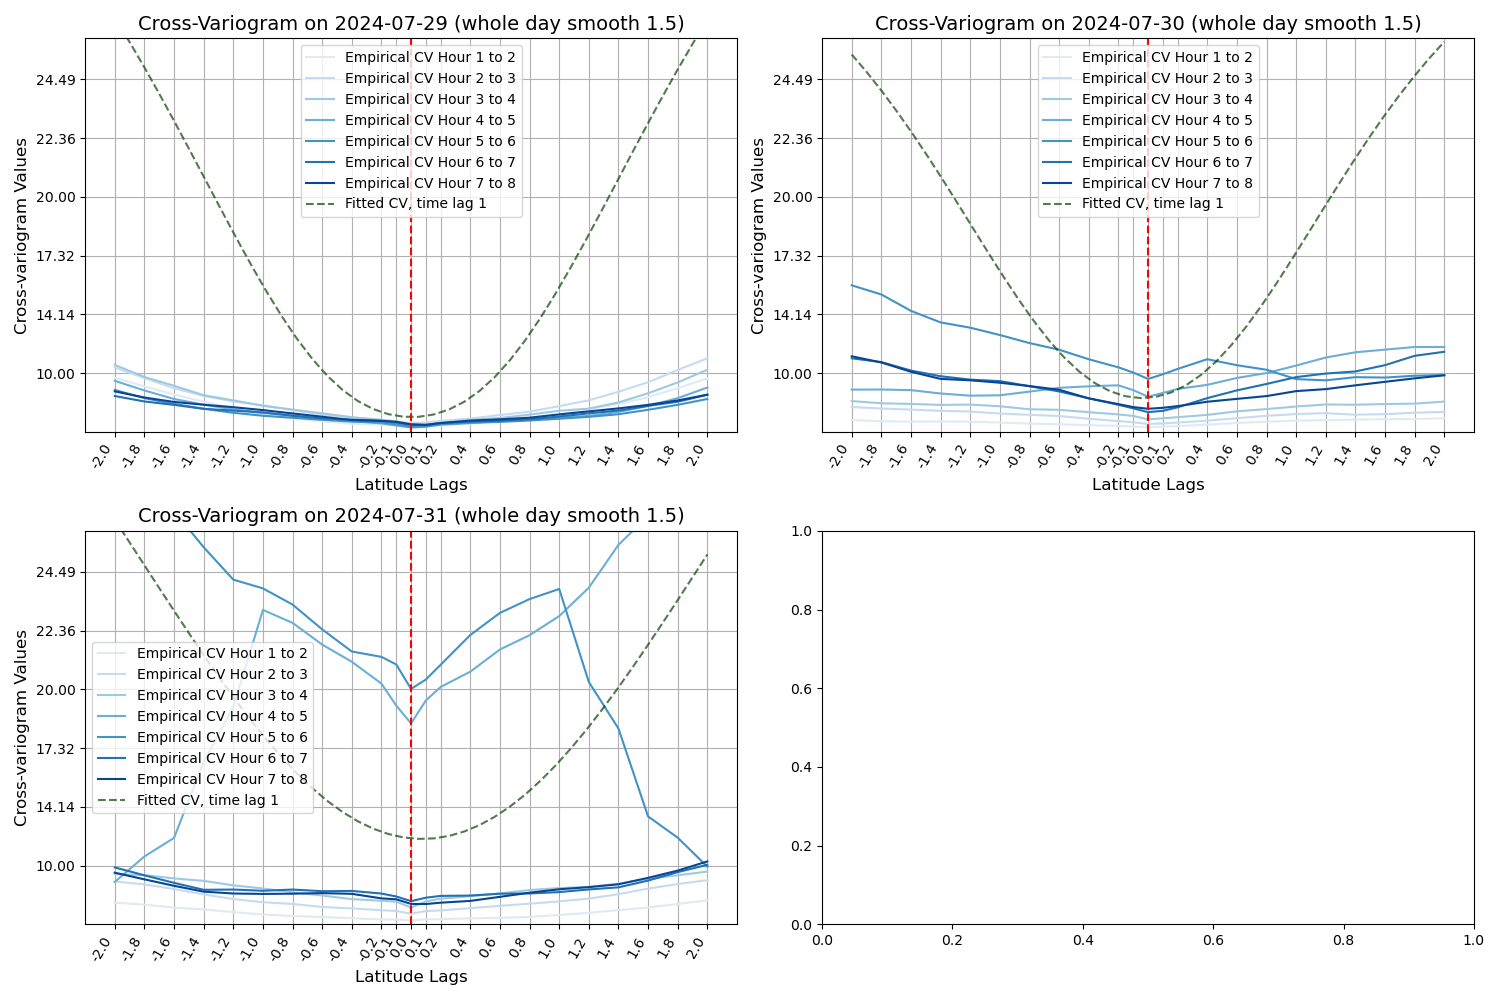 Cross-Variogram on 2024-07-29 (whole day smooth 1.5)
Cross-variogram Values
24.49
22.36
20.00
17.32
14.14
10.00
Empirical CV Hour 1 to 2
Empirical CV Hour 2 to 3
Empirical CV Hour 3 to 4
Empirical CV Hour 4 to 5
Empirical CV Hour 5 to 6
Empirical CV Hour 6 to 7
Empirical CV Hour 7 to 8
Fitted CV, time lag 1
-2.0 -1.8 -1.6 -1.4 -1.2 -1.0 -0.8 -0.6 -0.4 -0.2 -0.1 0.0 0.1 0.2 0.4 0.6 0.8 1.0 1.2 1.4 1.6 1.8 2.0
Latitude Lags
Cross-Variogram on 2024-07-30 (whole day smooth 1.5)
Cross-variogram Values
24.49
22.36
20.00
17.32
14.14
10.00
Empirical CV Hour 1 to 2
Empirical CV Hour 2 to 3
Empirical CV Hour 3 to 4
Empirical CV Hour 4 to 5
Empirical CV Hour 5 to 6
Empirical CV Hour 6 to 7
Empirical CV Hour 7 to 8
Fitted CV, time lag 1
-2.0 -1.8 -1.6 -1.4 -1.2 -1.0 -0.8 -0.6 -0.4 -0.2 -0.1 0.0 0.1 0.2 0.4 0.6 0.8 1.0 1.2 1.4 1.6 1.8 2.0
Latitude Lags
Cross-Variogram on 2024-07-31 (whole day smooth 1.5)
Cross-variogram Values
24.49
22.36
20.00
17.32
14.14
10.00
Empirical CV Hour 1 to 2
Empirical CV Hour 2 to 3
Empirical CV Hour 3 to 4
Empirical CV Hour 4 to 5
Empirical CV Hour 5 to 6
Empirical CV Hour 6 to 7
Empirical CV Hour 7 to 8
Fitted CV, time lag 1
-2.0 -1.8 -1.6 -1.4 -1.2 -1.0 -0.8 -0.6 -0.4 -0.2 -0.1 0.0 0.1 0.2 0.4 0.6 0.8 1.0 1.2 1.4 1.6 1.8 2.0
Latitude Lags
1.0
0.8
0.6
0.4
0.2
0.0
0.0 0.2 0.4 0.6 0.8 1.0